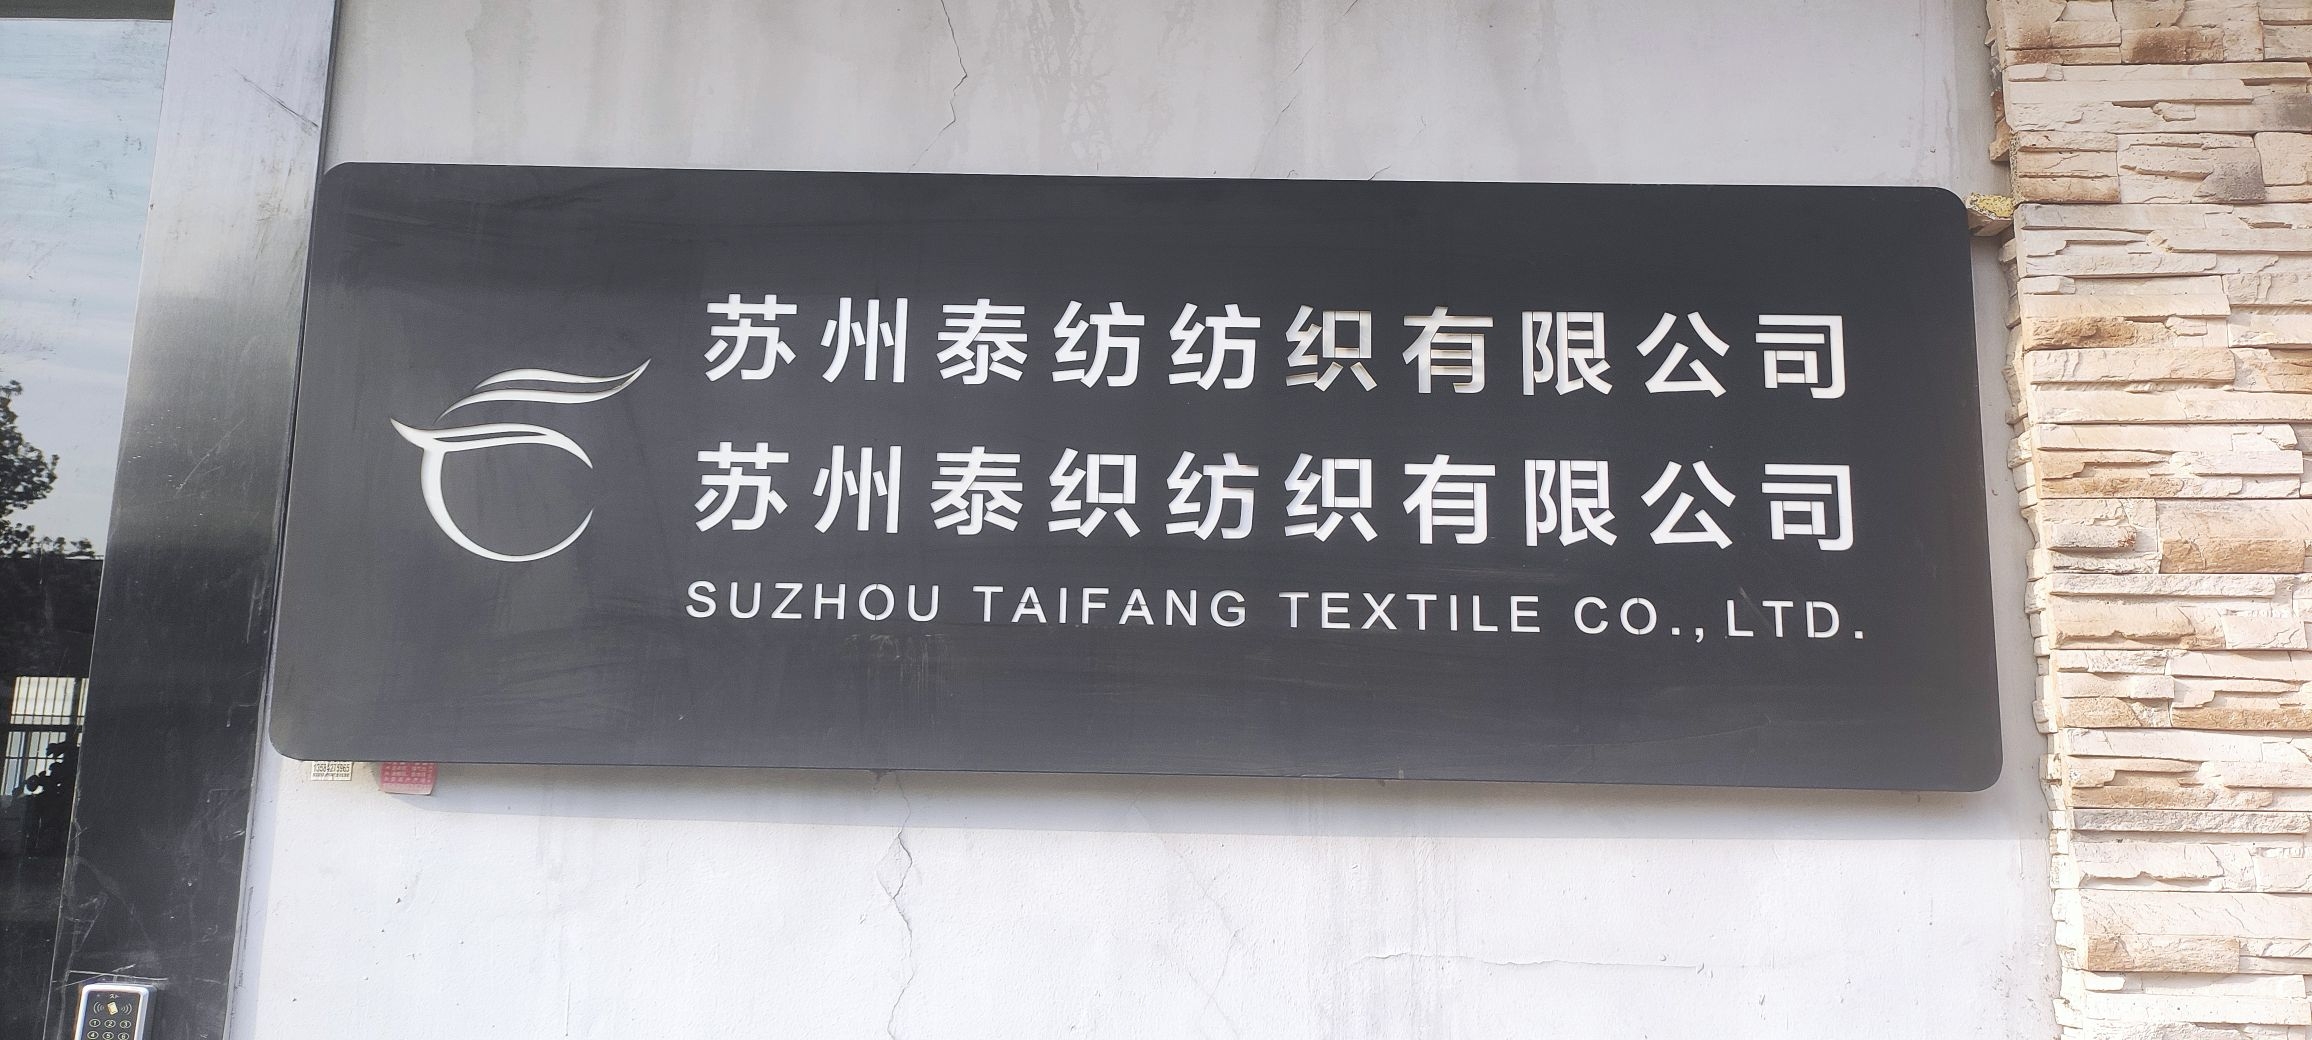 苏州泰纺纺织有限公司
苏州泰织纺织有限公司
SUZHOU TAIFANG TEXTILE CO.,LTD.